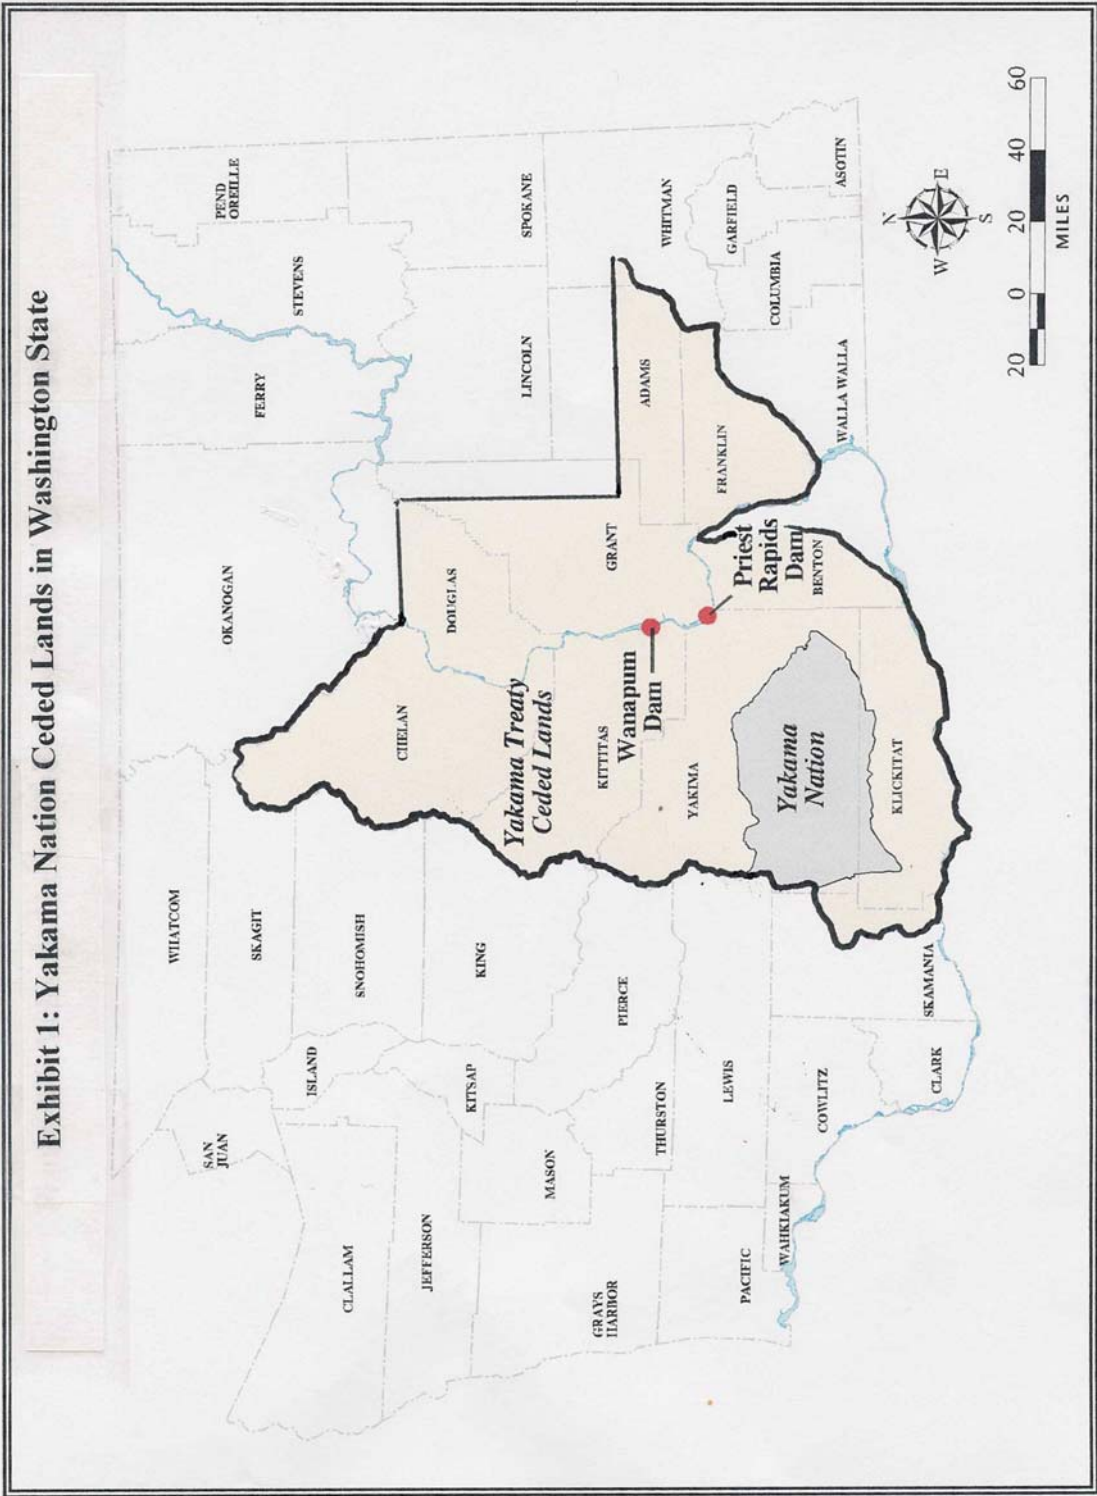 Exhibit 1: Yakama Nation Ceded Lands in Washington State
WHATCOM
OKANOGAN
FERRY
STEVENS
PEND
OREILLE
SAN
JUAN
SKAGIT
ISLAND
SNOHOMISH
CHELAN
DOUGLAS
CLALLAM
JEFFERSON
KITSAP
KING
LINCOLN
SPOKANE
Yakama Treaty
Ceded Lands
MASON
GRAYS
HARBOR
KITTITAS
GRANT
ADAMS
WHITMAN
Wanapum
Dam
PIERCE
THURSTON
YAKIMA
FRANKLIN
GARFIELD
Priest
Rapids
Dam
PACIFIC
LEWIS
Yakama
Nation
BENTON
COLUMBIA
WAHKIAKUM
COWLITZ
WALLA WALLA
ASOTIN
KLICKITAT
SKAMANIA
CLARK
N
W
E
S
20
0
20
40
60
MILES